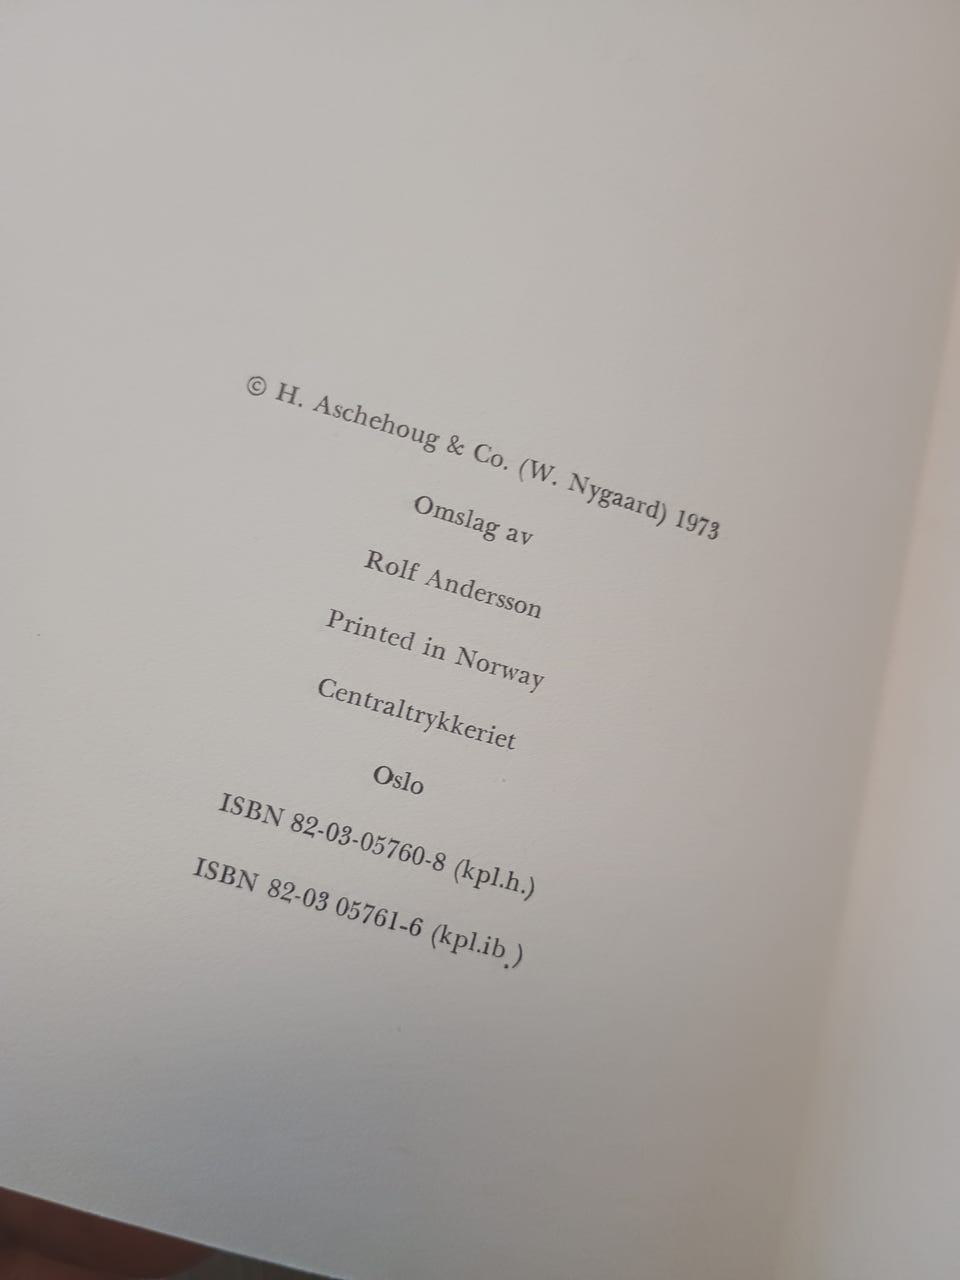 © H. Aschehoug & Co. (W. Nygaard) 1973
Omslag av
Rolf Andersson
Printed in Norway
Centraltrykkeriet
Oslo
ISBN 82-03-05760-8 (kpl.h.)
ISBN 82-03 05761-6 (kpl.ib.)